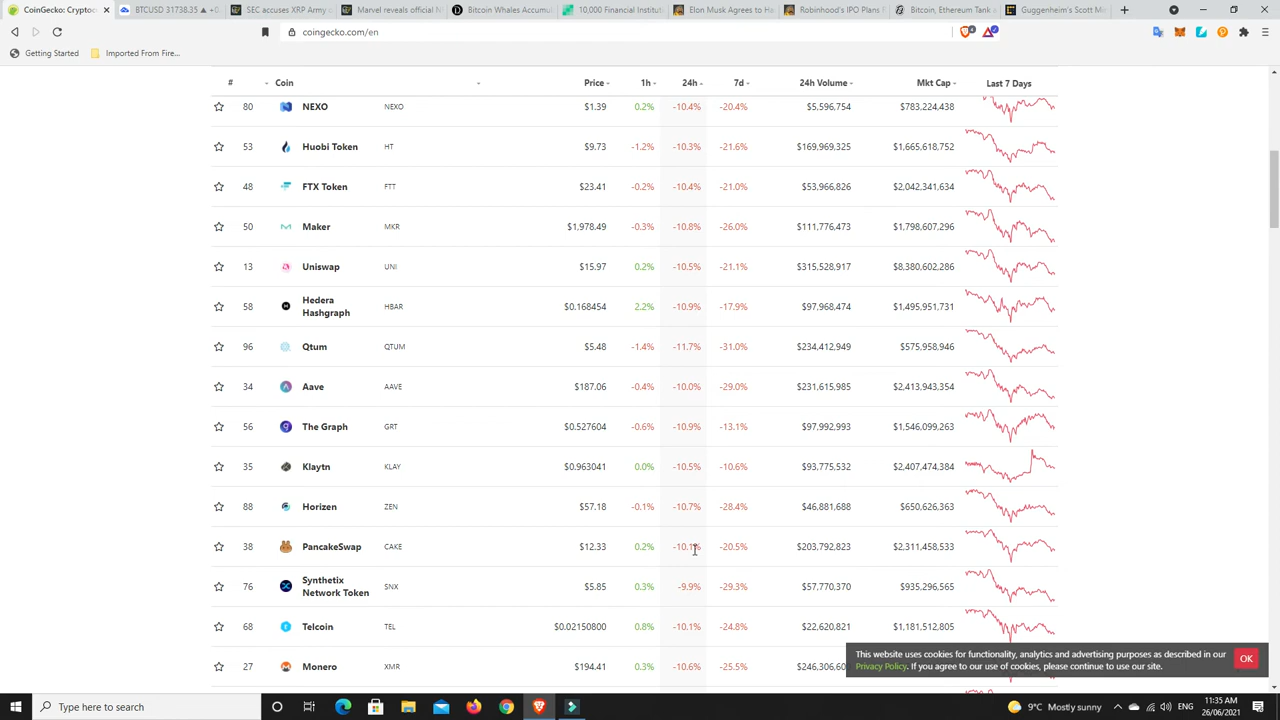 CoinGecko: Cryptoc
BTCUSD 31738.35 ▲ +0
SEC accuses XRP Army o
Marvel reveals official N
Bitcoin Whales Accumul
10,000 Financial Institut
Elon Musk Agrees to Ho
Robinhood's IPO Plans F
Bitcoin, Ethereum Tank a
Guggenheim's Scott Mi
coingecko.com/en
Getting Started Imported From Fire...
# Coin Price 1h 24h 7d 24h Volume Mkt Cap Last 7 Days
80 NEXO NEXO $1.39 0.2% -10.4% -20.4% $5,596,754 $783,224,438
53 Huobi Token HT $9.73 -1.2% -10.3% -21.6% $169,969,325 $1,665,618,752
48 FTX Token FTT $23.41 -0.2% -10.4% -21.0% $53,966,826 $2,042,341,634
50 Maker MKR $1,978.49 -0.3% -10.8% -26.0% $111,776,473 $1,798,607,296
13 Uniswap UNI $15.97 0.2% -10.5% -21.1% $315,528,917 $8,380,602,286
58 Hedera Hashgraph HBAR $0.168454 2.2% -10.9% -17.9% $97,968,474 $1,495,951,731
96 Qtum QTUM $5.48 -1.4% -11.7% -31.0% $234,412,949 $575,958,946
34 Aave AAVE $187.06 -0.4% -10.0% -29.0% $231,615,985 $2,413,943,354
56 The Graph GRT $0.527604 -0.6% -10.9% -13.1% $97,992,993 $1,546,099,263
35 Klaytn KLAY $0.963041 0.0% -10.5% -10.6% $93,775,532 $2,407,474,384
88 Horizen ZEN $57.18 -0.1% -10.7% -28.4% $46,881,688 $650,626,363
38 PancakeSwap CAKE $12.33 0.2% -10.1% -20.5% $203,792,823 $2,311,458,533
76 Synthetix Network Token SNX $5.85 0.3% -9.9% -29.3% $57,770,370 $935,296,565
68 Telcoin TEL $0.02150800 0.8% -10.1% -24.8% $22,620,821 $1,181,512,805
27 Monero XMR $194.41 0.3% -10.6% -25.5% $246,306,60
This website uses cookies for functionality, analytics and advertising purposes as described in our
Privacy Policy. If you agree to our use of cookies, please continue to use our site.
OK
Type here to search
9°C Mostly sunny
ENG
11:35 AM
26/06/2021